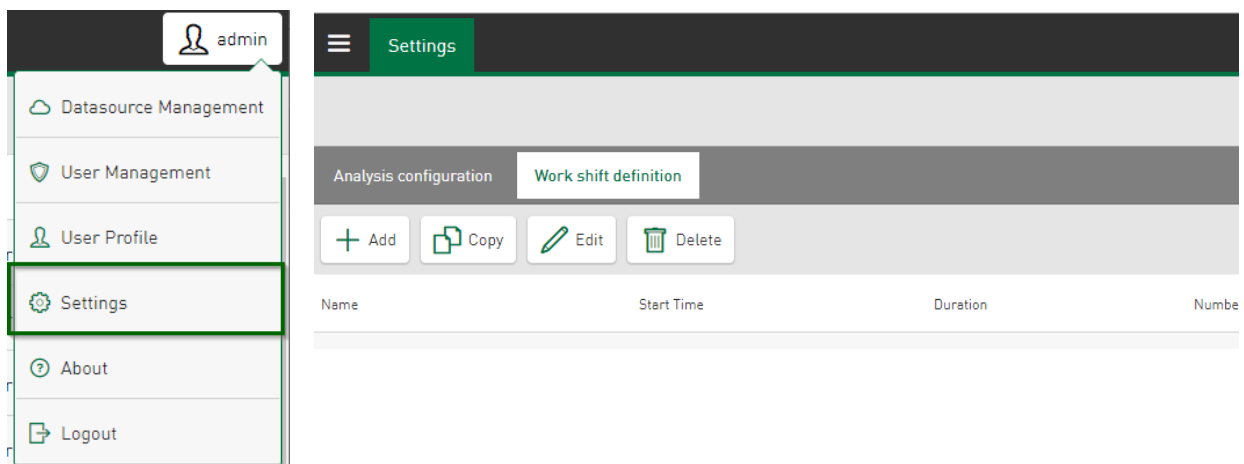 admin
Datasource Management
User Management
User Profile
Settings
About
Logout
Settings
Analysis configuration Work shift definition
Add Copy Edit Delete
Name Start Time Duration Numbe